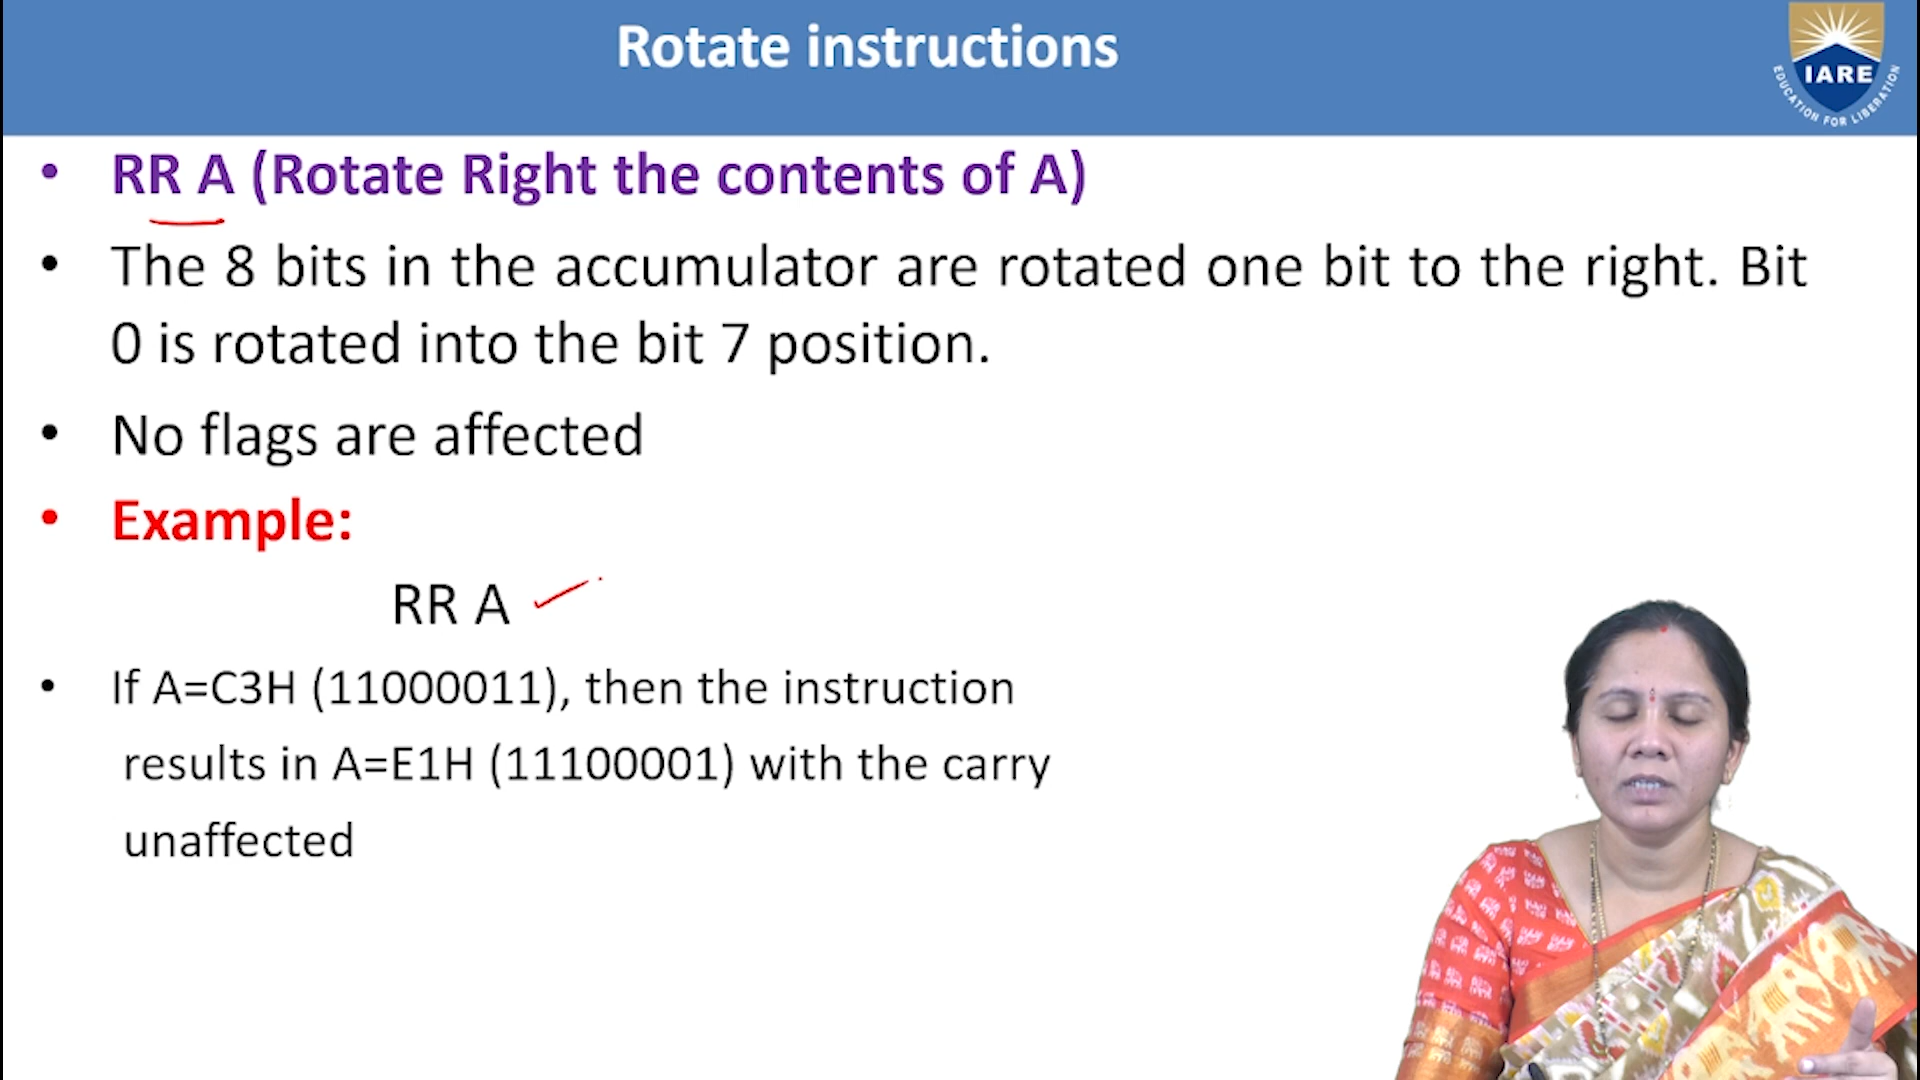 Rotate instructions
IARE
EDUCATION FOR LIBERATION
• RR A (Rotate Right the contents of A)
• The 8 bits in the accumulator are rotated one bit to the right. Bit
0 is rotated into the bit 7 position.
• No flags are affected
• Example:
RR A
• If A=C3H (11000011), then the instruction
results in A=E1H (11100001) with the carry
unaffected